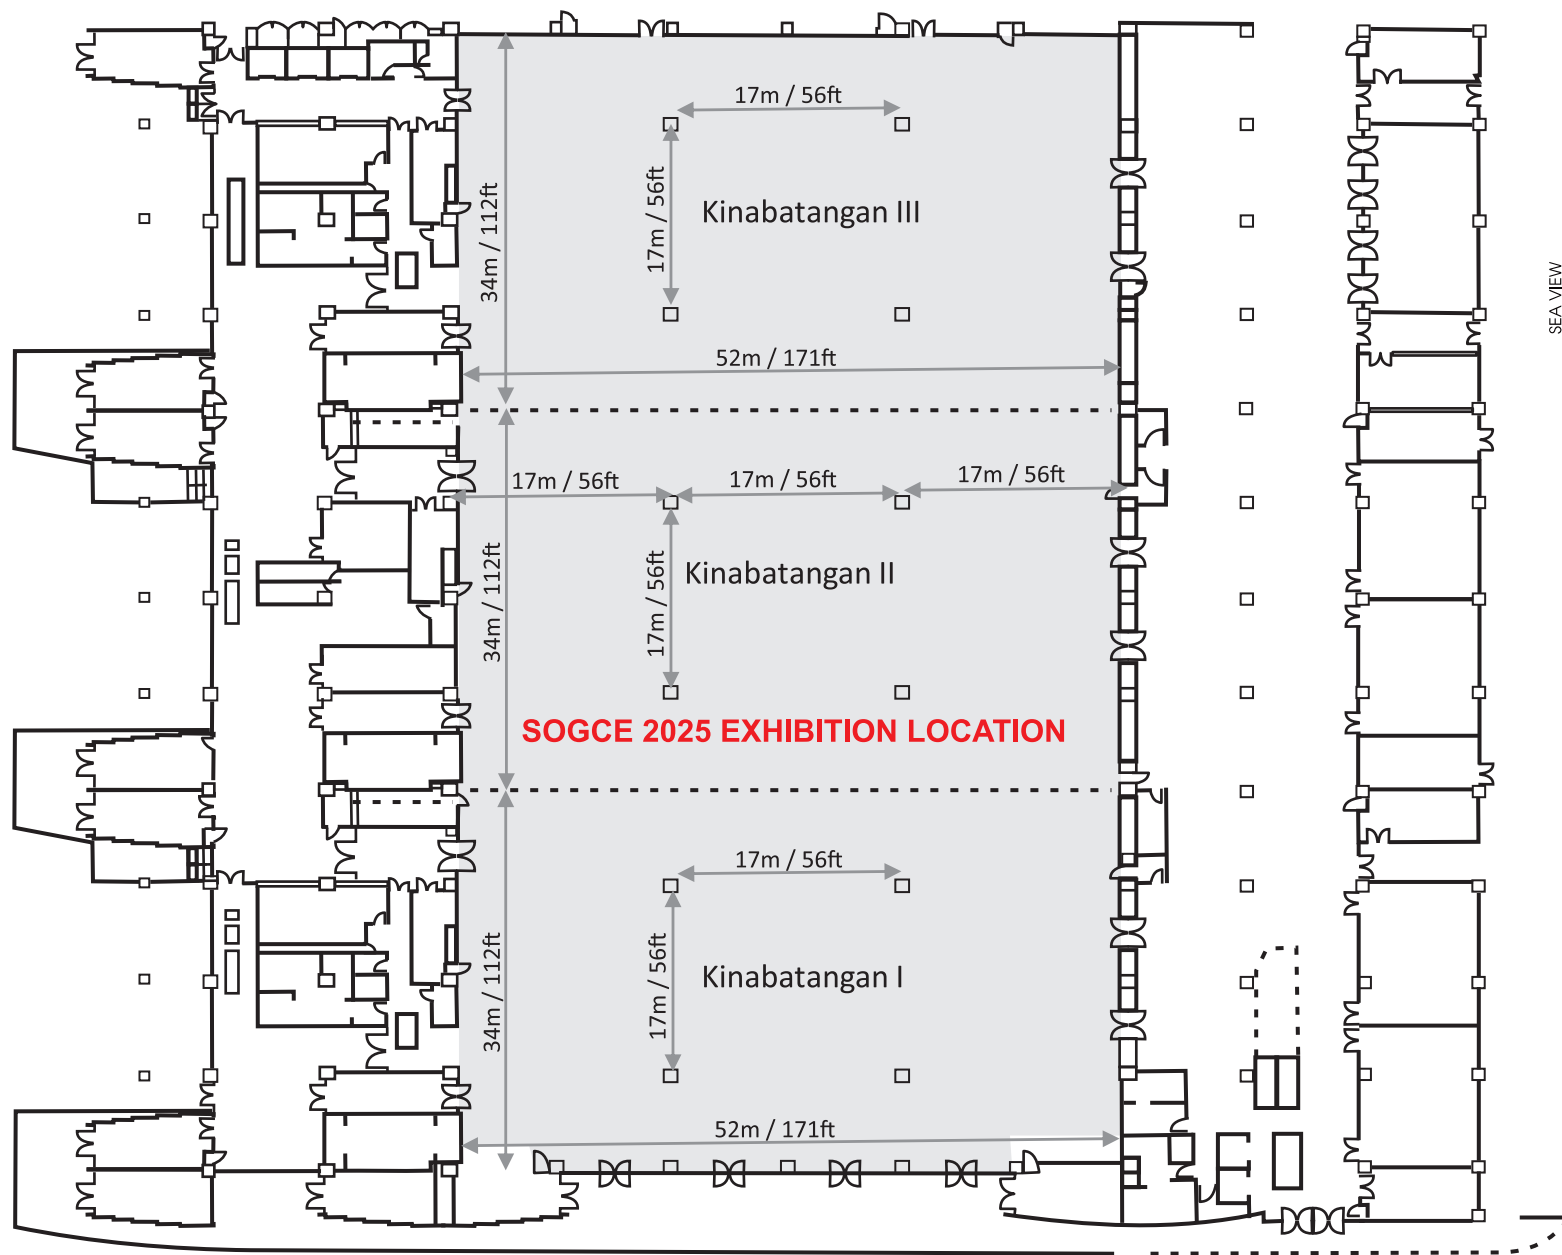 17m / 56ft
34m / 112ft
17m / 56ft
Kinabatangan III
SEA VIEW
52m / 171ft
17m / 56ft
17m / 56ft
17m / 56ft
34m / 112ft
17m / 56ft
Kinabatangan II
SOGCE 2025 EXHIBITION LOCATION
17m / 56ft
34m / 112ft
17m / 56ft
Kinabatangan I
52m / 171ft